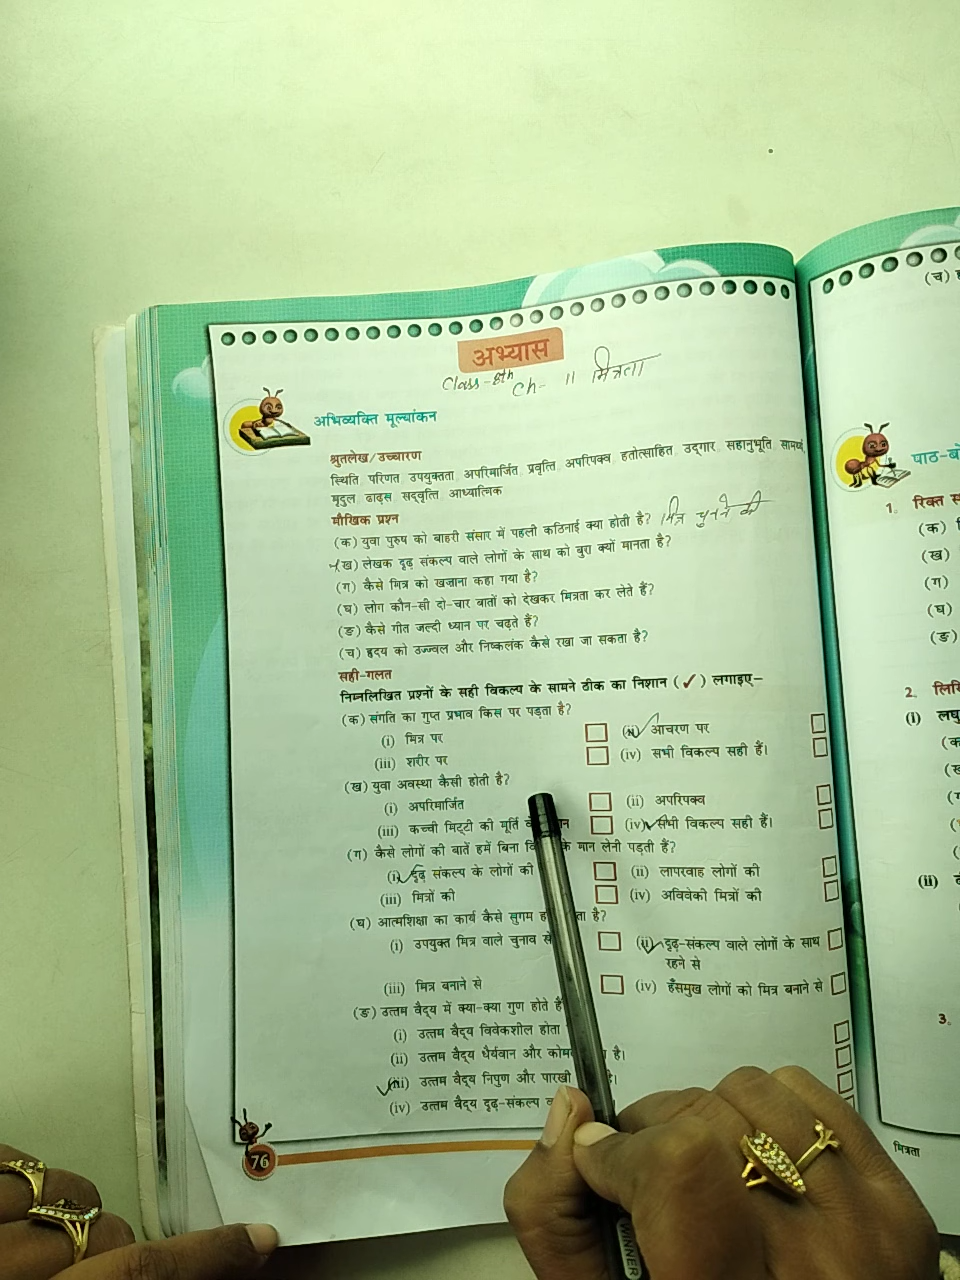 अभ्यास
Class - 8th Ch - 11 मित्रता
अभिव्यक्ति मूल्यांकन
श्रुतलेख/उच्चारण
स्थिति परिणत उपयुक्तता अपरिमार्जित प्रवृत्ति अपरिपक्व हतोत्साहित उद्गार सहानुभूति सामर्थ्य
मृदुल ढाढ़स सद्वृत्ति आध्यात्मिक
मौखिक प्रश्न
(क) युवा पुरुष को बाहरी संसार में पहली कठिनाई क्या होती है? मित्र चुनने की
(ख) लेखक दृढ़ संकल्प वाले लोगों के साथ को बुरा क्यों मानता है?
(ग) कैसे मित्र को खज़ाना कहा गया है?
(घ) लोग कौन-सी दो-चार बातों को देखकर मित्रता कर लेते हैं?
(ङ) कैसे गीत जल्दी ध्यान पर चढ़ते हैं?
(च) हृदय को उज्ज्वल और निष्कलंक कैसे रखा जा सकता है?
सही-गलत
निम्नलिखित प्रश्नों के सही विकल्प के सामने ठीक का निशान (✓) लगाइए–
(क) संगति का गुप्त प्रभाव किस पर पड़ता है?
(i) मित्र पर (ii) आचरण पर
(iii) शरीर पर (iv) सभी विकल्प सही हैं।
(ख) युवा अवस्था कैसी होती है?
(i) अपरिमार्जित (ii) अपरिपक्व
(iii) कच्ची मिट्टी की मूर्ति (iv) सभी विकल्प सही हैं।
(ग) कैसे लोगों की बातें हमें बिना के मान लेनी पड़ती हैं?
(i) दृढ़ संकल्प के लोगों की (ii) लापरवाह लोगों की
(iii) मित्रों की (iv) अविवेकी मित्रों की
(घ) आत्मशिक्षा का कार्य कैसे सुगम है?
(i) उपयुक्त मित्र वाले चुनाव से (ii) दृढ़-संकल्प वाले लोगों के साथ
रहने से
(iii) मित्र बनाने से (iv) हँसमुख लोगों को मित्र बनाने से
(ङ) उत्तम वैद्य में क्या-क्या गुण होते हैं
(i) उत्तम वैद्य विवेकशील होता
(ii) उत्तम वैद्य धैर्यवान और है।
(iii) उत्तम वैद्य निपुण और पारखी है।
(iv) उत्तम वैद्य दृढ़-संकल्प
76
(च)
पाठ-बो
1. रिक्त
(क)
(ख)
(ग)
(घ)
(ङ)
2. लिखि
(i) लघु
(ii)
3.
मित्रता
WINNER